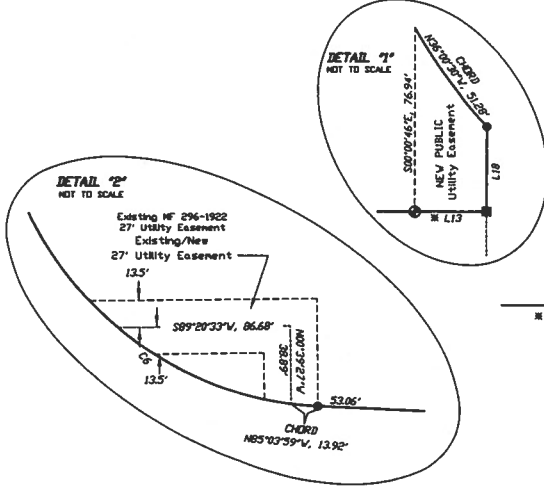 DETAIL "1"
NOT TO SCALE
CHORD
N36°00'30"W, 51.28'
S00°00'46"E, 76.94'
NEW PUBLIC
Utility Easement
L18
※ L13
DETAIL "2"
NOT TO SCALE
Existing MF 296-1922
27' Utility Easement
Existing/New
27' Utility Easement
13.5'
S89°20'33"W, 86.68'
N00°39'27"W
38.89'
C6
13.5'
53.06'
CHORD
N85°03'59"W, 13.92'
※